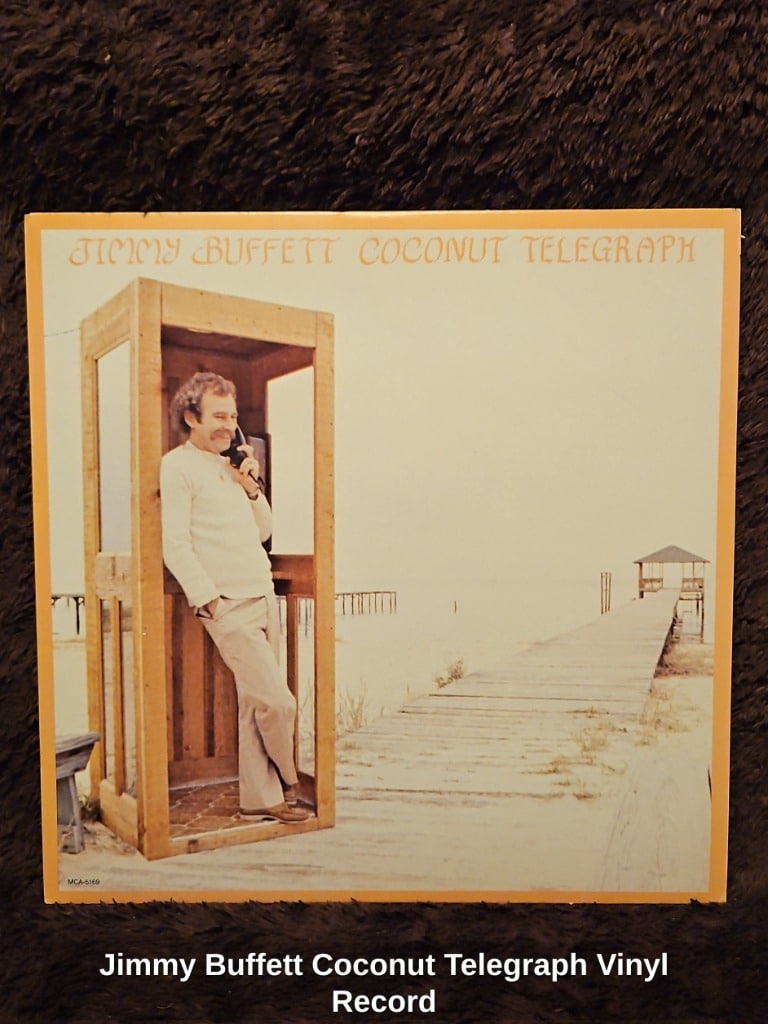 JIMMY BUFFETT COCONUT TELEGRAPH
MCA-5169
Jimmy Buffett Coconut Telegraph Vinyl
Record